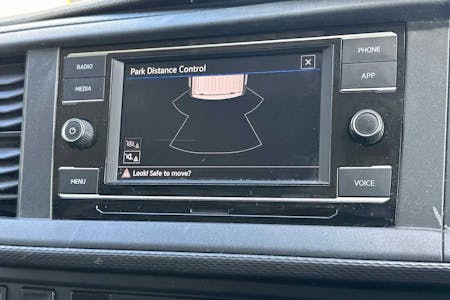 RADIO
MEDIA
MENU
Park Distance Control
Look! Safe to move?
PHONE
APP
VOICE